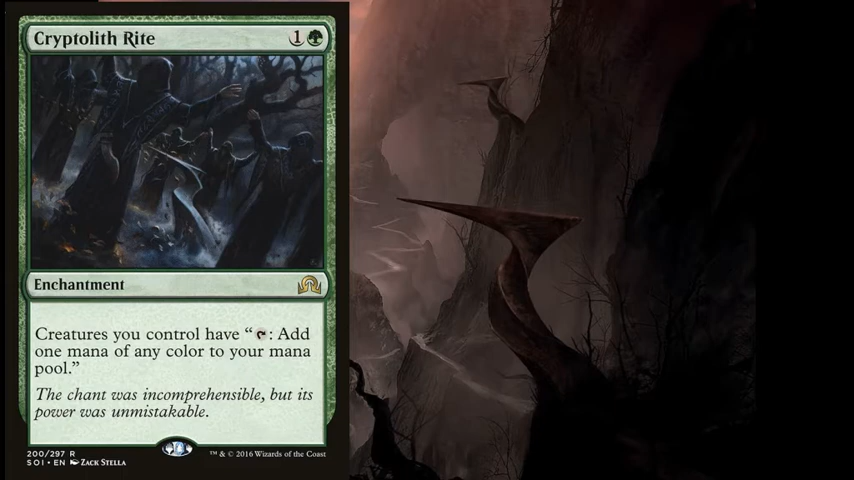 Cryptolith Rite 1
Enchantment
Creatures you control have “: Add
one mana of any color to your mana
pool.”
The chant was incomprehensible, but its
power was unmistakable.
200/297 R
SOI • EN Zack Stella
™ & © 2016 Wizards of the Coast